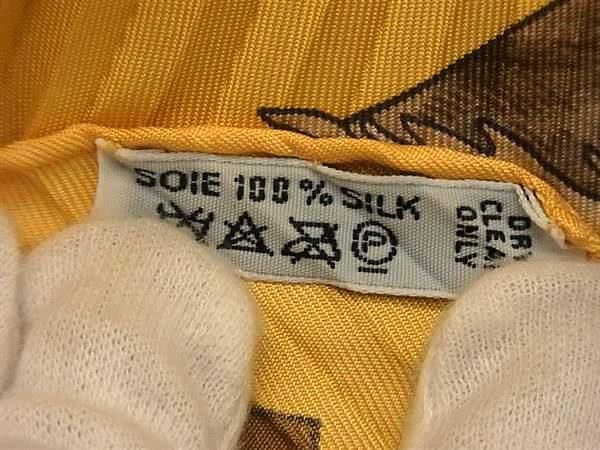 SOIE 100% SILK
P
DRY
CLEAN
ONLY